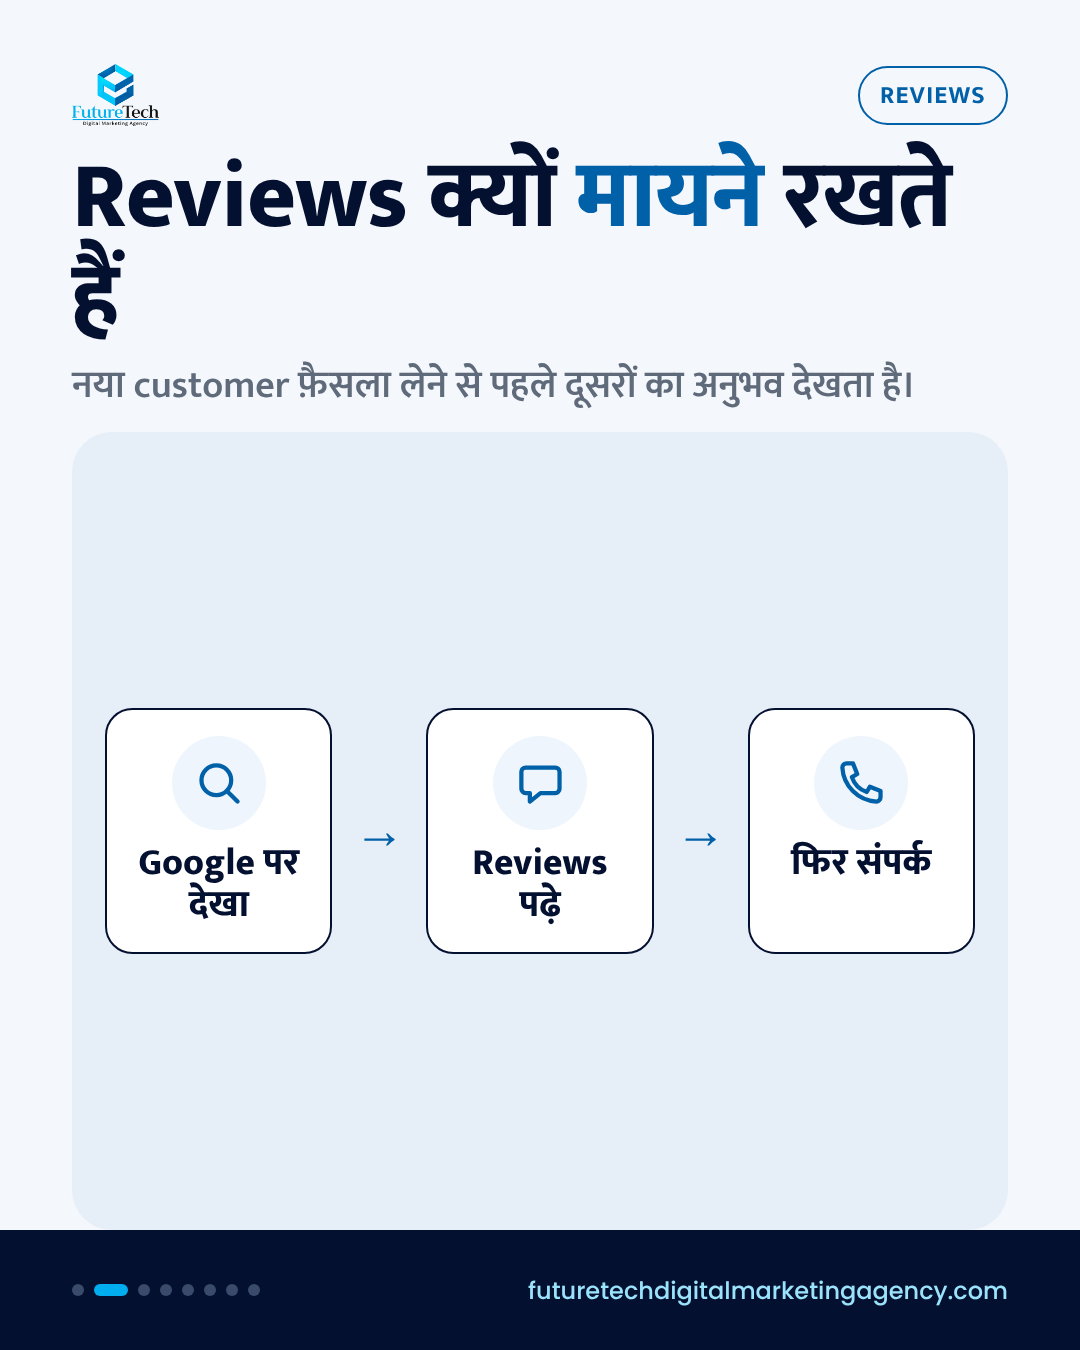 FutureTech
Digital Marketing Agency
REVIEWS
Reviews क्यों मायने रखते
हैं
नया customer फ़ैसला लेने से पहले दूसरों का अनुभव देखता है।
Google पर
देखा
→
Reviews
पढ़े
→
फिर संपर्क
futuretechdigitalmarketingagency.com